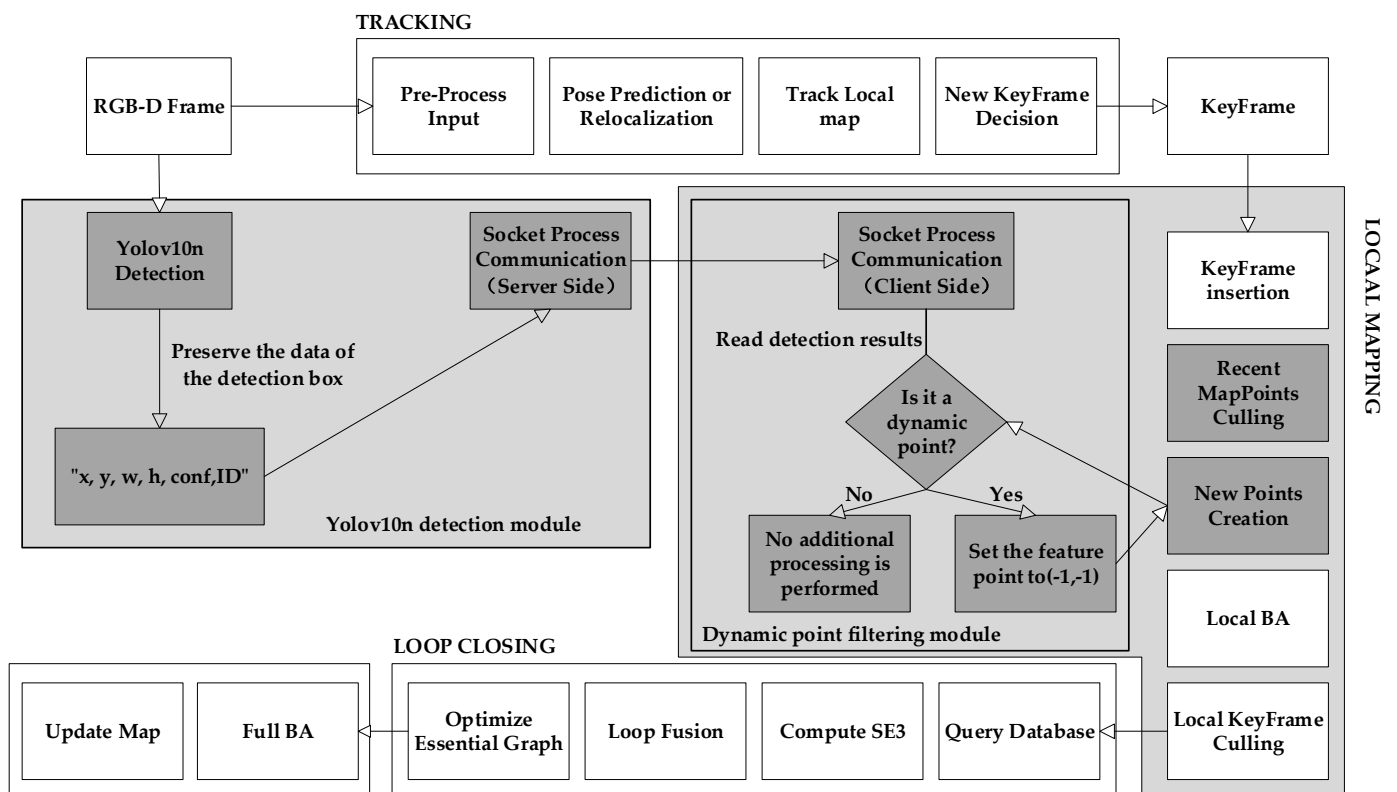 TRACKING
RGB-D Frame
Pre-Process
Input
Pose Prediction or
Relocalization
Track Local
map
New KeyFrame
Decision
KeyFrame
Yolov10n
Detection
Socket Process
Communication
（Server Side）
Socket Process
Communication
（Client Side）
KeyFrame
insertion
LOCAAL MAPPING
Preserve the data of
the detection box
Read detection results
Recent
MapPoints
Culling
Is it a
dynamic
point?
"x, y, w, h, conf,ID"
Yolov10n detection module
No
Yes
New Points
Creation
No additional
processing is
performed
Set the feature
point to(-1,-1)
Dynamic point filtering module
Local BA
LOOP CLOSING
Update Map
Full BA
Optimize
Essential Graph
Loop Fusion
Compute SE3
Query Database
Local KeyFrame
Culling